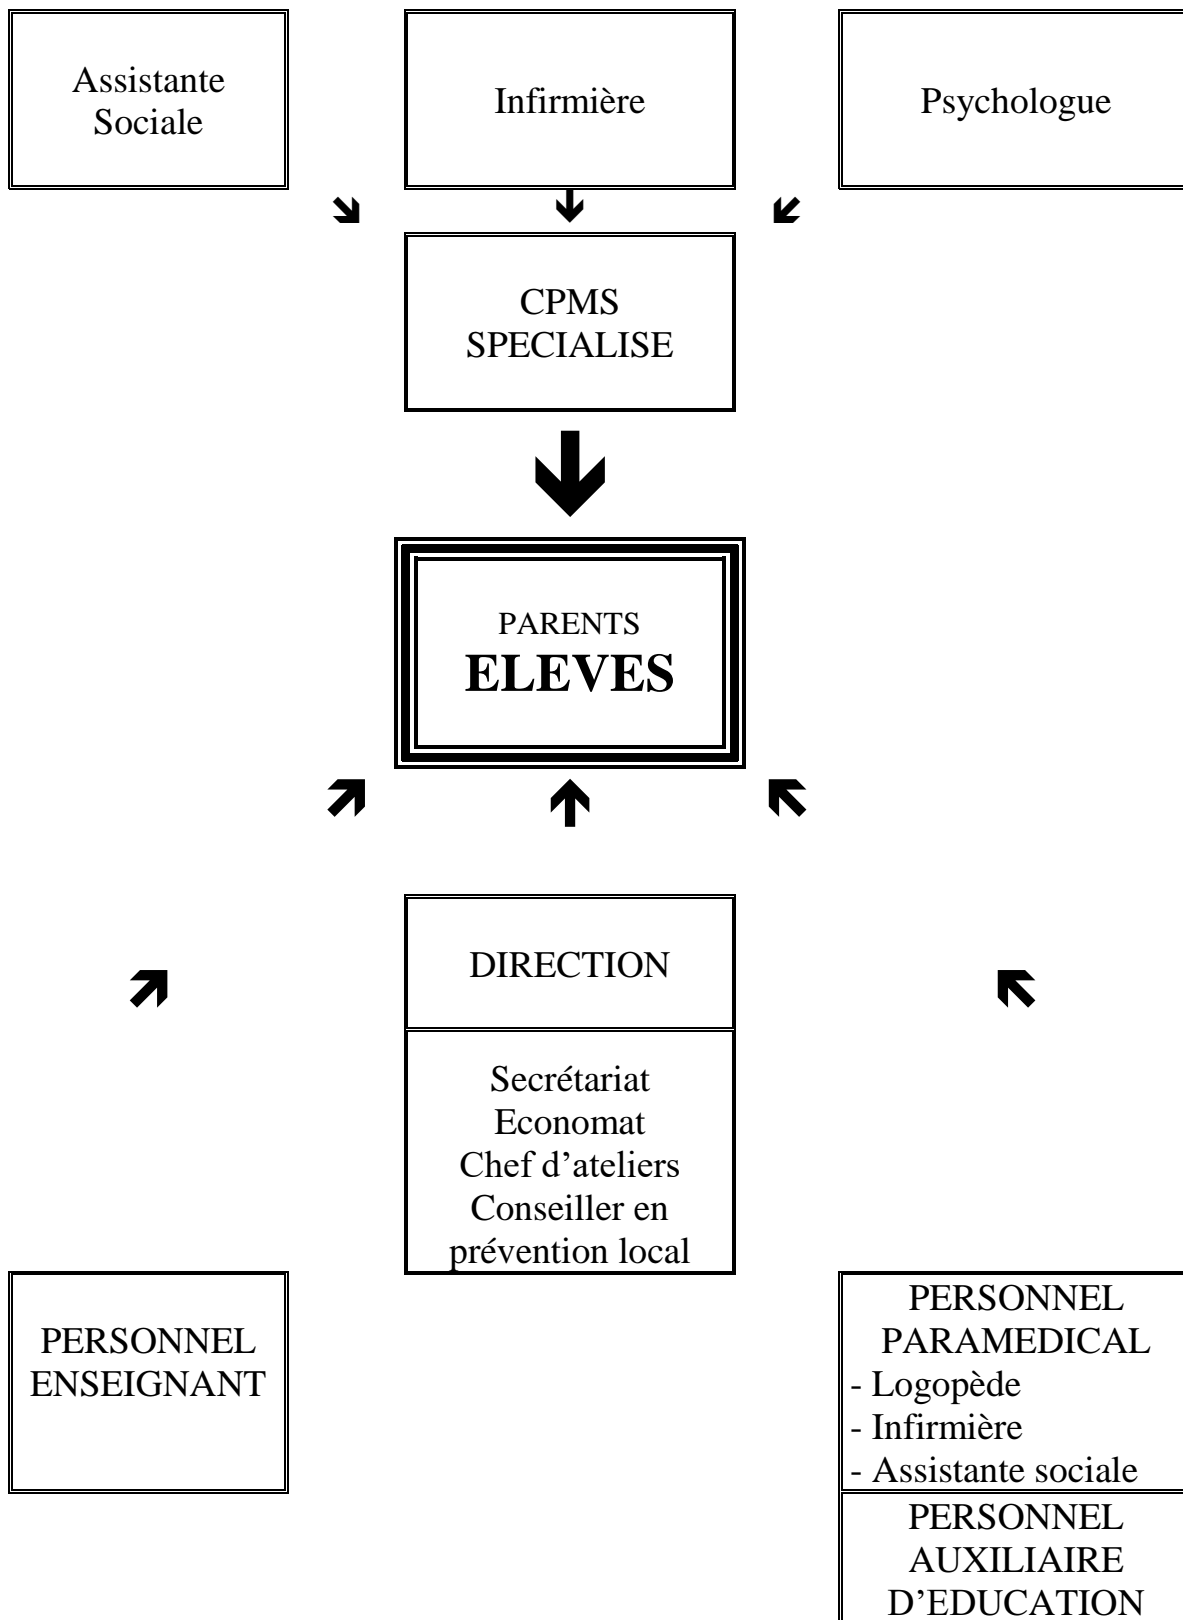 Assistante
Sociale
Infirmière
Psychologue
CPMS
SPECIALISE
PARENTS
ELEVES
DIRECTION
Secrétariat
Economat
Chef d’ateliers
Conseiller en
prévention local
PERSONNEL
ENSEIGNANT
PERSONNEL
PARAMEDICAL
- Logopède
- Infirmière
- Assistante sociale
PERSONNEL
AUXILIAIRE
D’EDUCATION